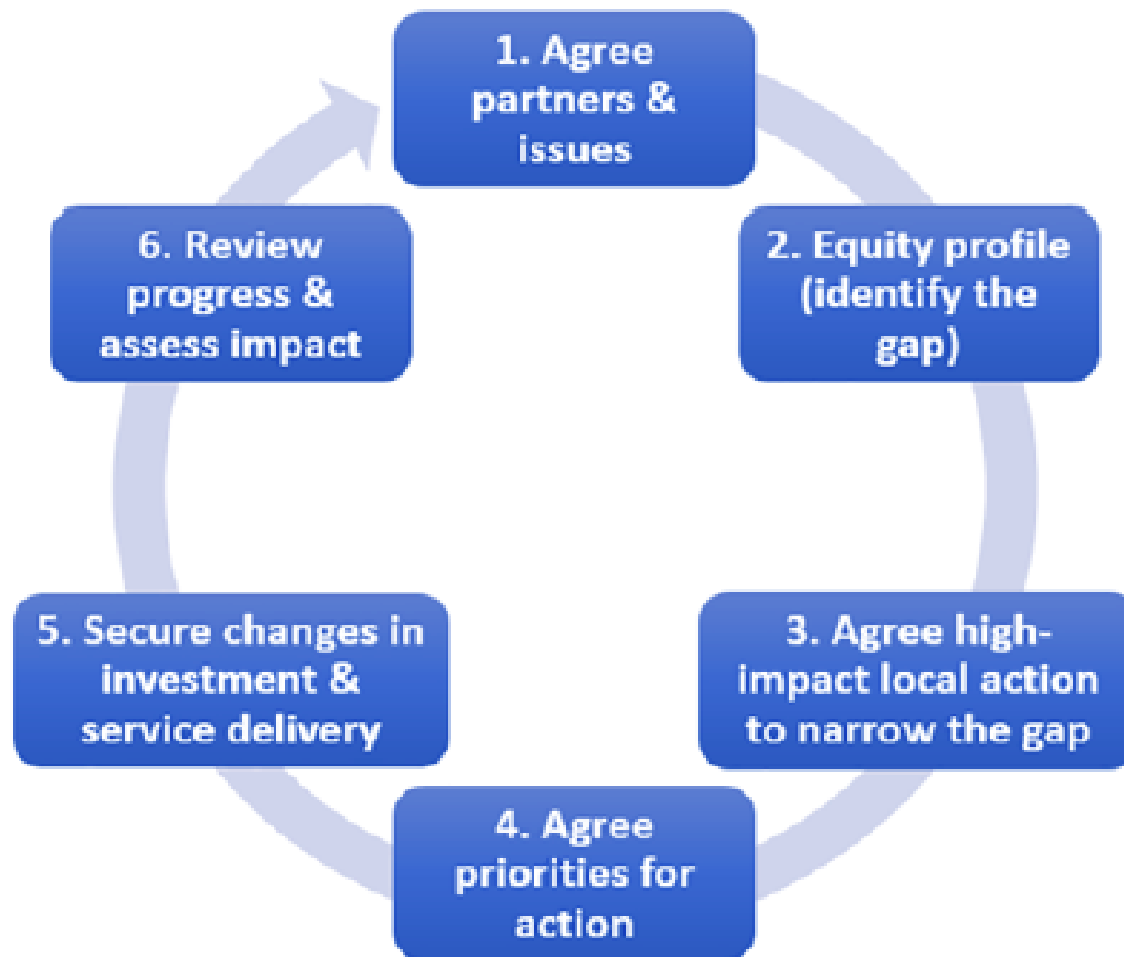 1. Agree
partners &
issues
2. Equity profile
(identify the
gap)
3. Agree high-
impact local action
to narrow the gap
4. Agree
priorities for
action
5. Secure changes in
investment &
service delivery
6. Review
progress &
assess impact